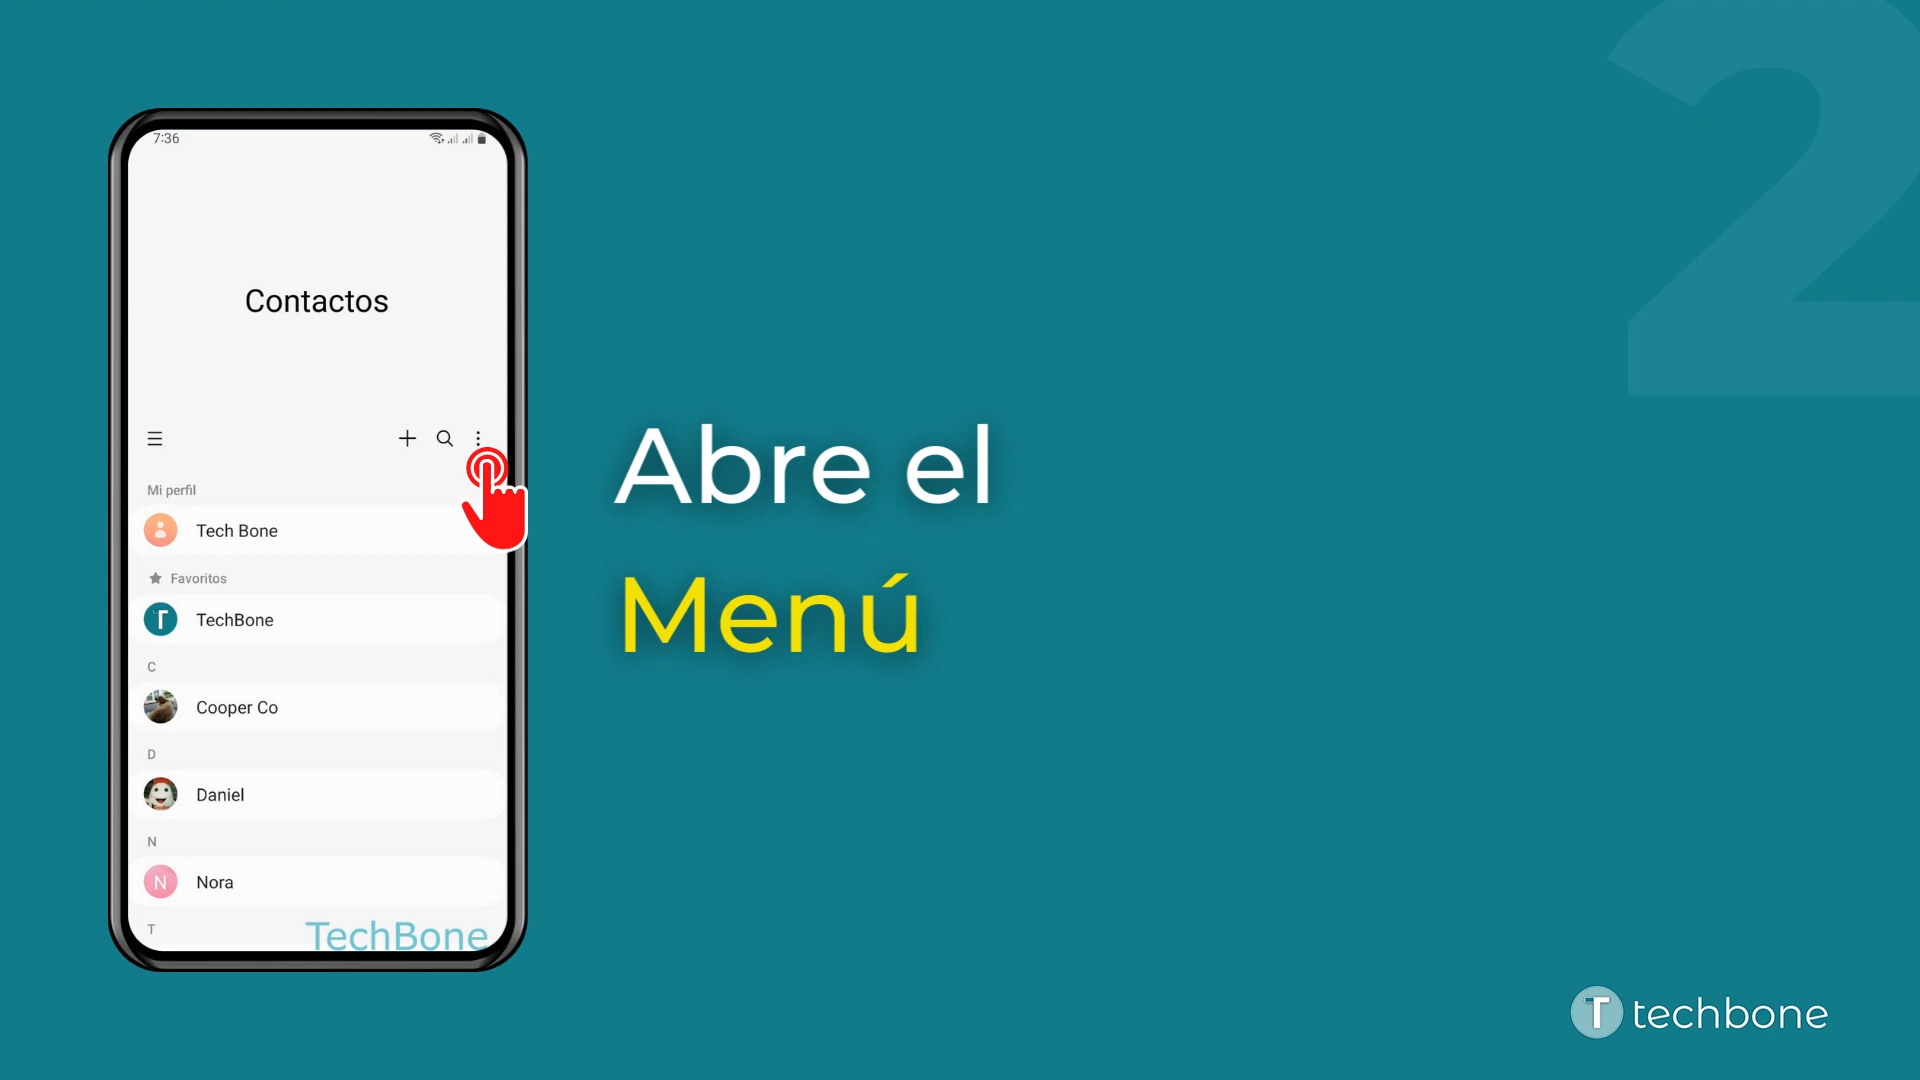 2
7:36
Contactos
Mi perfil
Tech Bone
Favoritos
T
TechBone
C
Cooper Co
D
Daniel
N
N
Nora
T
TechBone
Abre el
Menú
T techbone